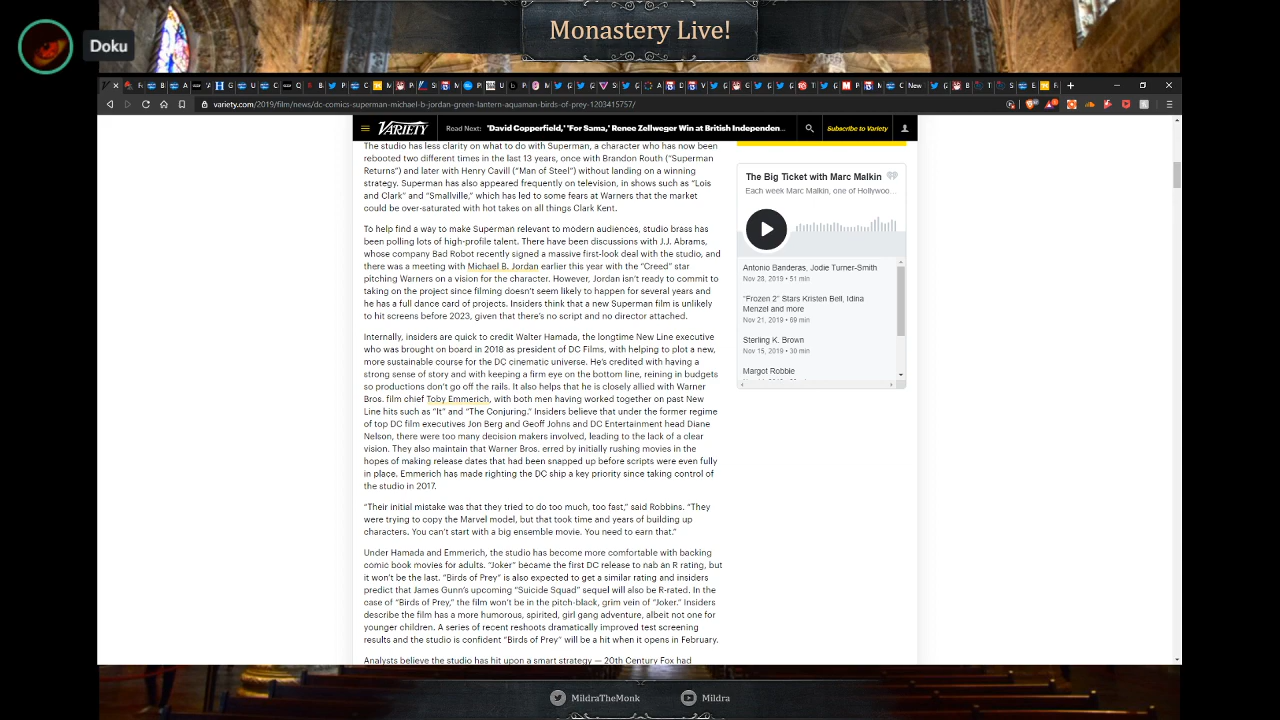 Doku
Monastery Live!
New
variety.com/2019/film/news/dc-comics-superman-michael-b-jordan-green-lantern-aquaman-birds-of-prey-1203415757/
VARIETY
Read Next: 'David Copperfield,' 'For Sama,' Renee Zellweger Win at British Independen...
Subscribe to Variety
The studio has less clarity on what to do with Superman, a character who has now been
rebooted two different times in the last 13 years, once with Brandon Routh ("Superman
Returns") and later with Henry Cavill ("Man of Steel") without landing on a winning
strategy. Superman has also appeared frequently on television, in shows such as "Lois
and Clark" and "Smallville," which has led to some fears at Warners that the market
could be over-saturated with hot takes on all things Clark Kent.
To help find a way to make Superman relevant to modern audiences, studio brass has
been polling lots of high-profile talent. There have been discussions with J.J. Abrams,
whose company Bad Robot recently signed a massive first-look deal with the studio, and
there was a meeting with Michael B. Jordan earlier this year with the "Creed" star
pitching Warners on a vision for the character. However, Jordan isn't ready to commit to
taking on the project since filming doesn't seem likely to happen for several years and
he has a full dance card of projects. Insiders think that a new Superman film is unlikely
to hit screens before 2023, given that there's no script and no director attached.
Internally, insiders are quick to credit Walter Hamada, the longtime New Line executive
who was brought on board in 2018 as president of DC Films, with helping to plot a new,
more sustainable course for the DC cinematic universe. He's credited with having a
strong sense of story and with keeping a firm eye on the bottom line, reining in budgets
so productions don't go off the rails. It also helps that he is closely allied with Warner
Bros. film chief Toby Emmerich, with both men having worked together on past New
Line hits such as "It" and "The Conjuring." Insiders believe that under the former regime
of top DC film executives Jon Berg and Geoff Johns and DC Entertainment head Diane
Nelson, there were too many decision makers involved, leading to the lack of a clear
vision. They also maintain that Warner Bros. erred by initially rushing movies in the
hopes of making release dates that had been snapped up before scripts were even fully
in place. Emmerich has made righting the DC ship a key priority since taking control of
the studio in 2017.
"Their initial mistake was that they tried to do too much, too fast," said Robbins. "They
were trying to copy the Marvel model, but that took time and years of building up
characters. You can't start with a big ensemble movie. You need to earn that."
Under Hamada and Emmerich, the studio has become more comfortable with backing
comic book movies for adults. "Joker" became the first DC release to nab an R rating, but
it won't be the last. "Birds of Prey" is also expected to get a similar rating and insiders
predict that James Gunn's upcoming "Suicide Squad" sequel will also be R-rated. In the
case of "Birds of Prey," the film won't be in the pitch-black, grim vein of "Joker." Insiders
describe the film has a more humorous, spirited, girl gang adventure, albeit not one for
younger children. A series of recent reshoots dramatically improved test screening
results and the studio is confident "Birds of Prey" will be a hit when it opens in February.
Analysts believe the studio has hit upon a smart strategy — 20th Century Fox had
The Big Ticket with Marc Malkin
Each week Marc Malkin, one of Hollywoo...
Antonio Banderas, Jodie Turner-Smith
Nov 28, 2019 • 51 min
"Frozen 2" Stars Kristen Bell, Idina
Menzel and more
Nov 21, 2019 • 69 min
Sterling K. Brown
Nov 15, 2019 • 30 min
Margot Robbie
MildraTheMonk
Mildra